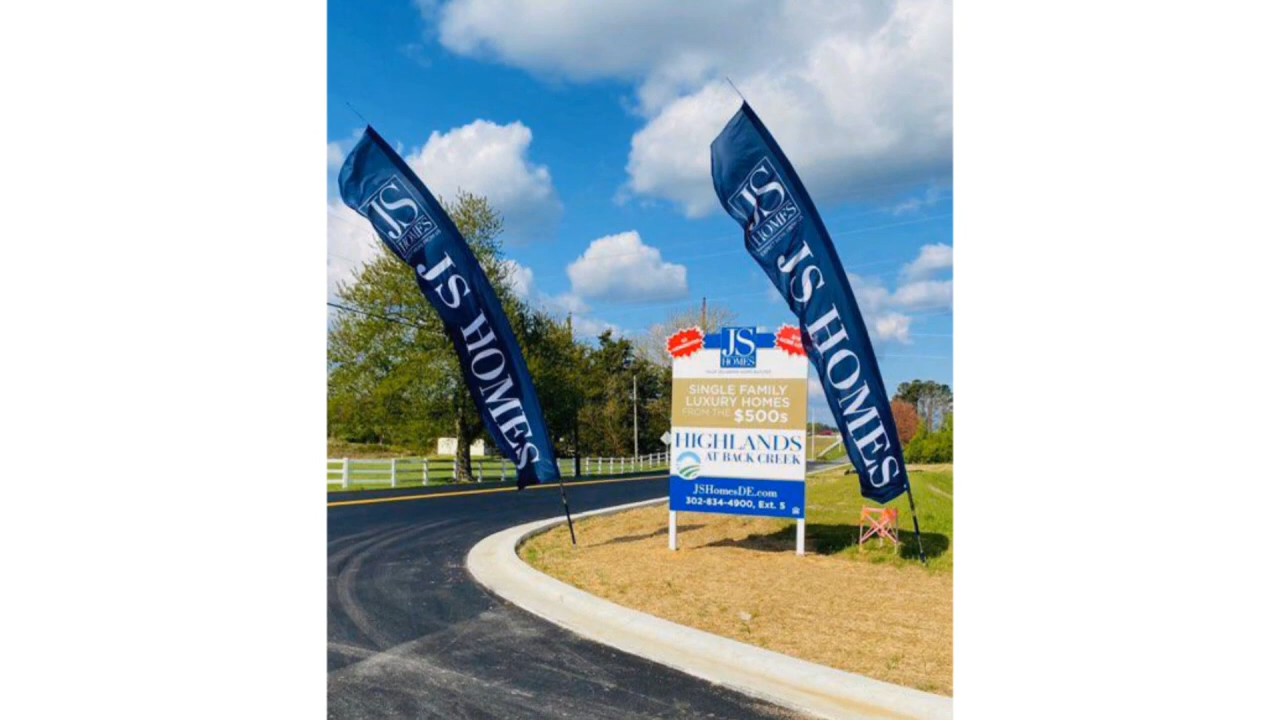 JS
HOMES
JS HOMES
JS
HOMES
JS HOMES
JS
HOMES
SINGLE FAMILY
LUXURY HOMES
FROM THE $500s
HIGHLANDS
AT BACK CREEK
JSHomesDE.com
302-834-4900, Ext. 5